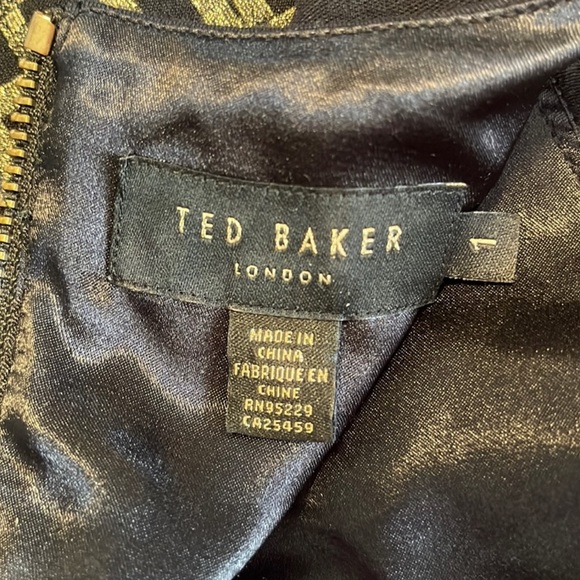 TED BAKER
LONDON
1
MADE IN
CHINA
FABRIQUE EN
CHINE
RN95229
CA25459